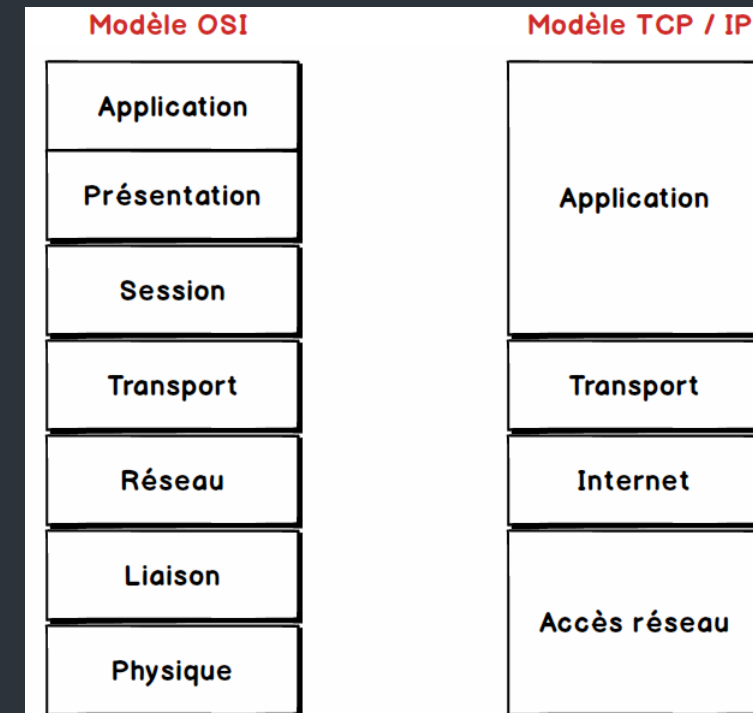 Modèle OSI
Application
Présentation
Session
Transport
Réseau
Liaison
Physique
Modèle TCP / IP
Application
Transport
Internet
Accès réseau